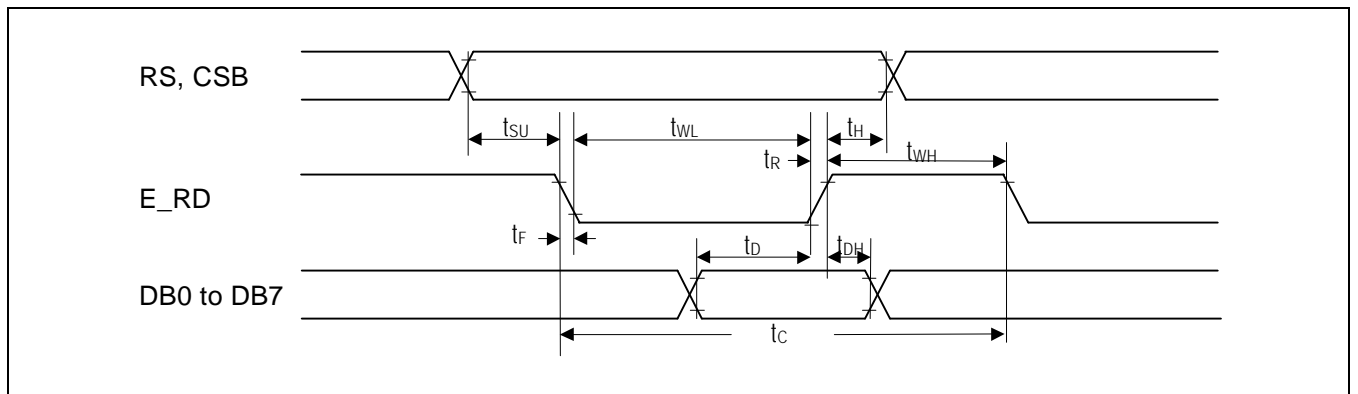 RS, CSB
tSU
tWL
tH
tR
tWH
E_RD
tF
tD
tDH
DB0 to DB7
tC